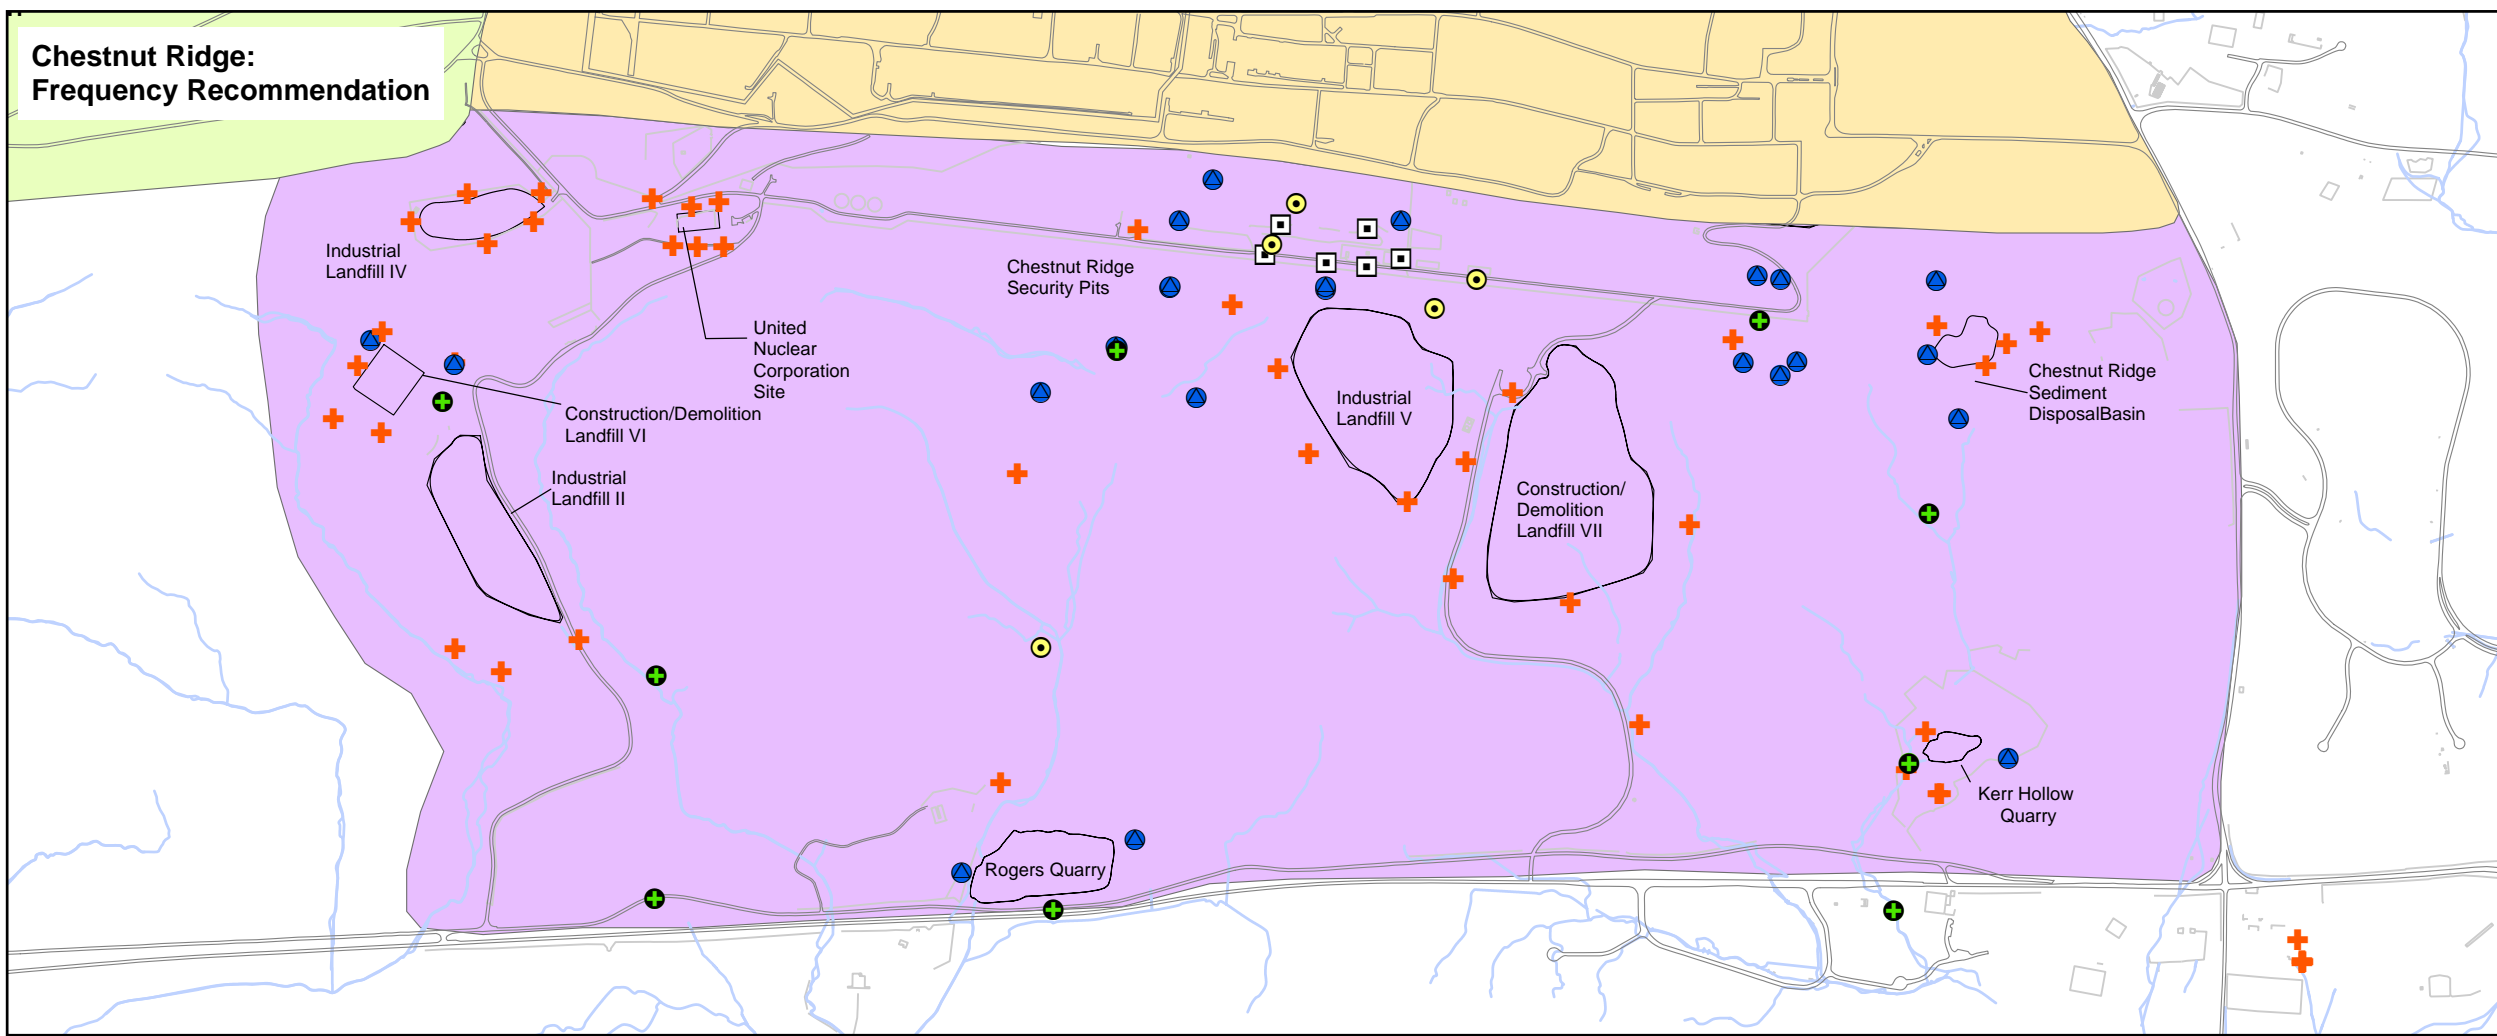 Chestnut Ridge:
Frequency Recommendation
Industrial
Landfill IV
United
Nuclear
Corporation
Site
Construction/Demolition
Landfill VI
Industrial
Landfill II
Chestnut Ridge
Security Pits
Industrial
Landfill V
Construction/
Demolition
Landfill VII
Chestnut Ridge
Sediment
DisposalBasin
Kerr Hollow
Quarry
Rogers Quarry